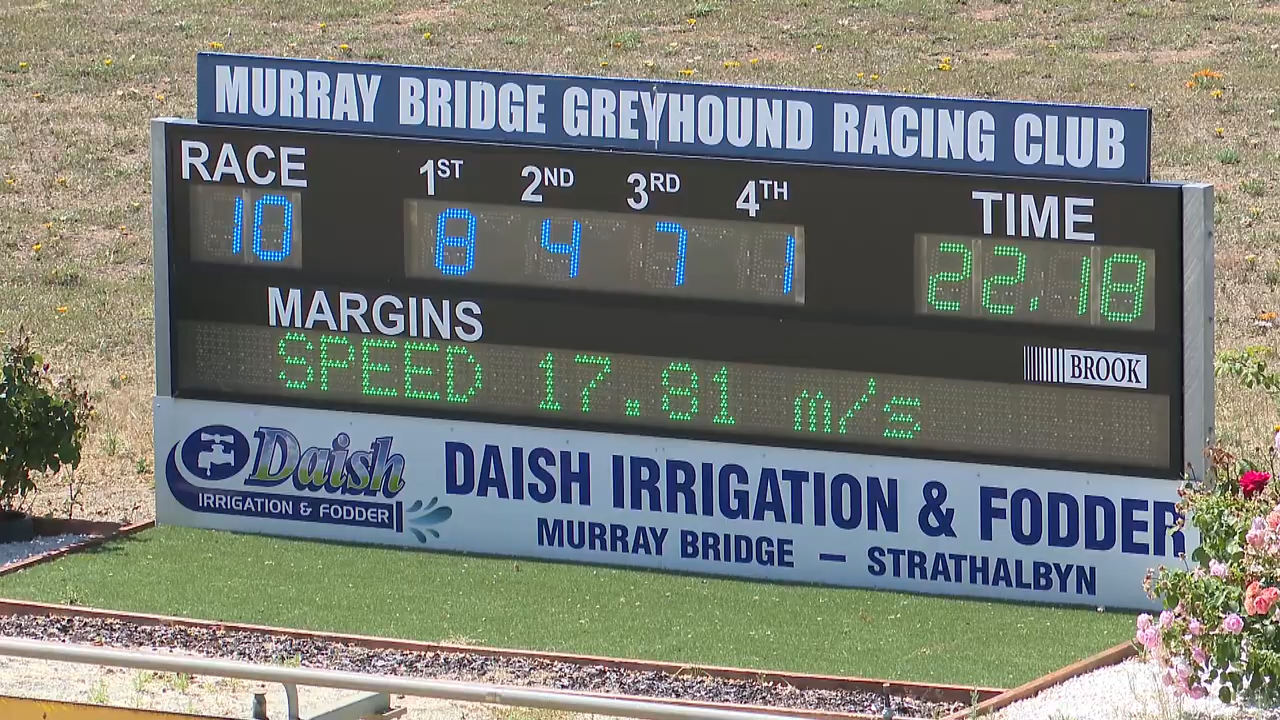 MURRAY BRIDGE GREYHOUND RACING CLUB
RACE 1ST 2ND 3RD 4TH TIME
10 8 4 7 1 22.18
MARGINS
BROOK
SPEED 17.81 m/s
Daish
IRRIGATION & FODDER
DAISH IRRIGATION & FODDER
MURRAY BRIDGE — STRATHALBYN